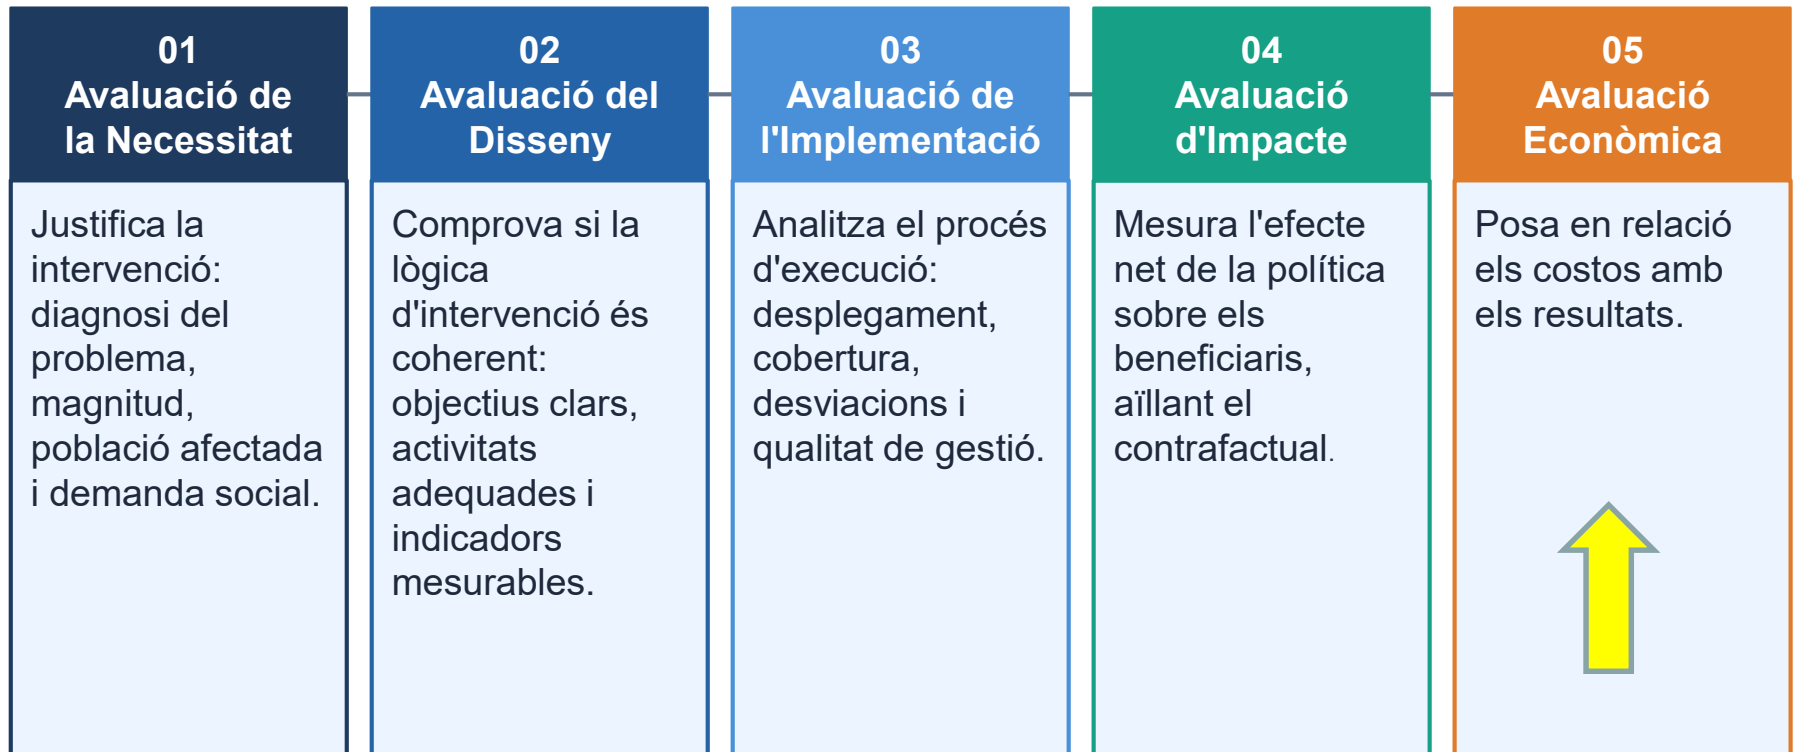 01
Avaluació de
la Necessitat
Justifica la
intervenció:
diagnosi del
problema,
magnitud,
població afectada
i demanda social.
02
Avaluació del
Disseny
Comprova si la
lògica
d'intervenció és
coherent:
objectius clars,
activitats
adequades i
indicadors
mesurables.
03
Avaluació de
l'Implementació
Analitza el procés
d'execució:
desplegament,
cobertura,
desviacions i
qualitat de gestió.
04
Avaluació
d'Impacte
Mesura l'efecte
net de la política
sobre els
beneficiaris,
aïllant el
contrafactual.
05
Avaluació
Econòmica
Posa en relació
els costos amb
els resultats.